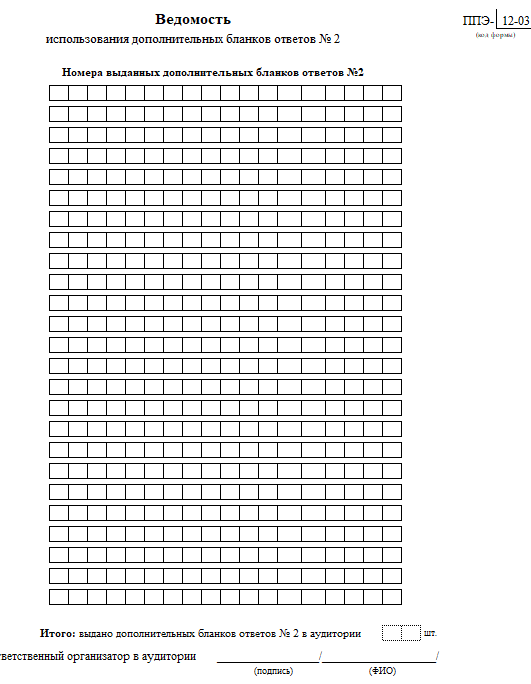 Ведомость
ППЭ- 12-03
использования дополнительных бланков ответов № 2
(код формы)
Номера выданных дополнительных бланков ответов №2
Итого: выдано дополнительных бланков ответов № 2 в аудитории шт.
тветственный организатор в аудитории / /
(подпись) (ФИО)